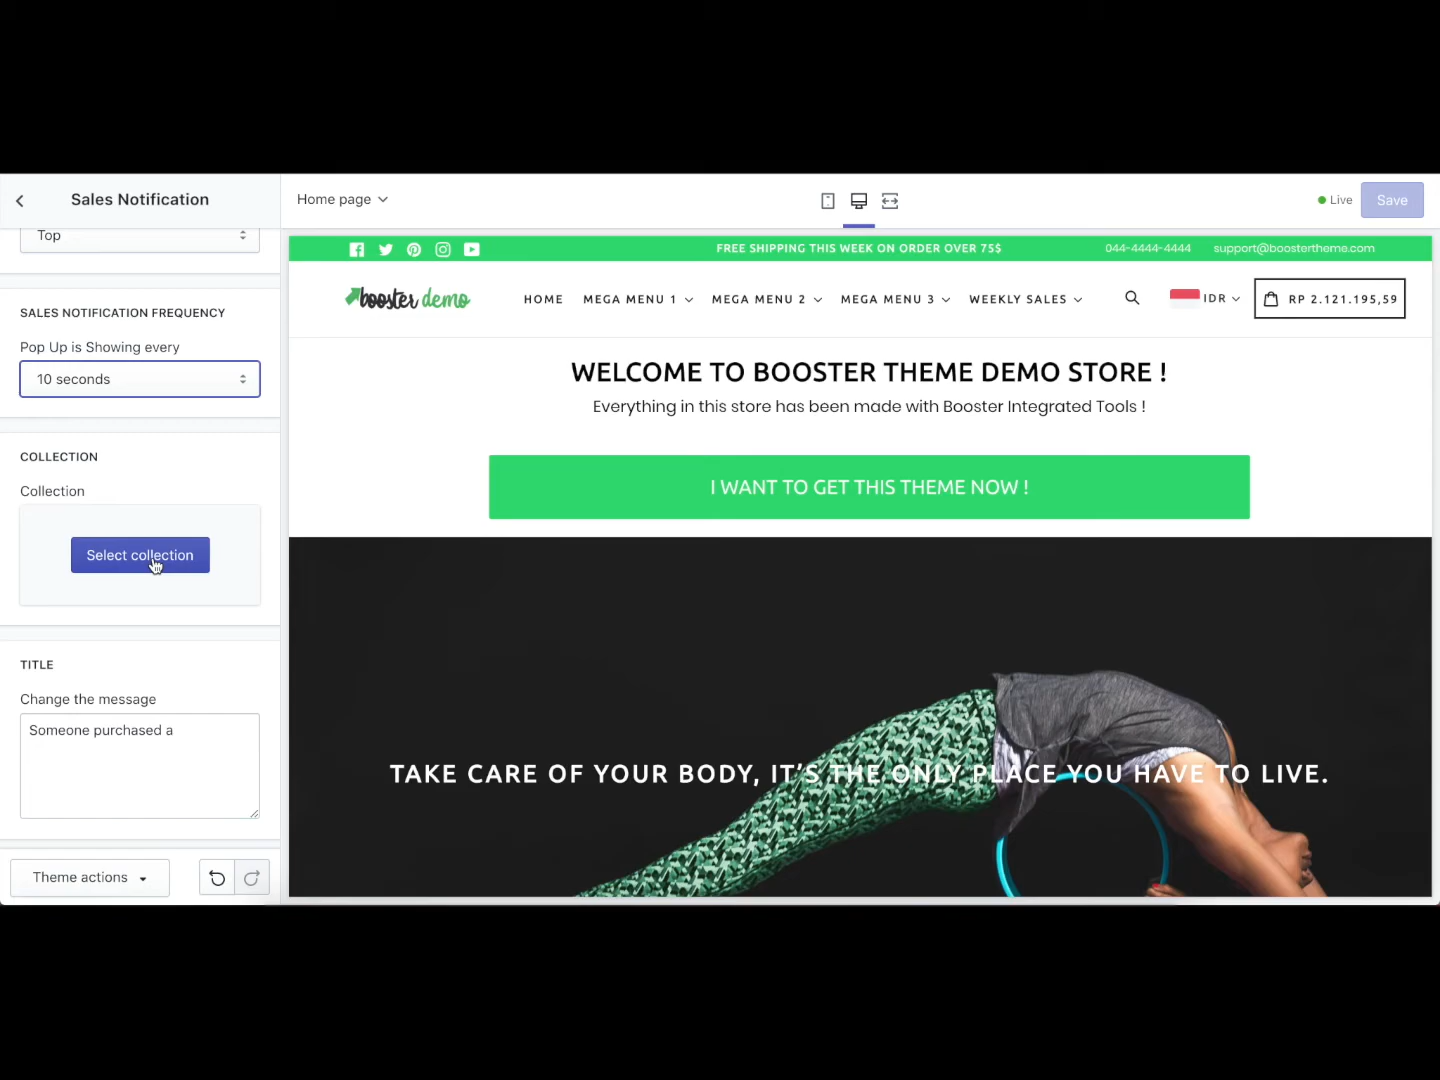 Sales Notification
Home page
Live
Save
Top
SALES NOTIFICATION FREQUENCY
Pop Up is Showing every
10 seconds
COLLECTION
Collection
Select collection
TITLE
Change the message
Someone purchased a
Theme actions
FREE SHIPPING THIS WEEK ON ORDER OVER 75$
044-4444-4444
support@boostertheme.com
booster demo
HOME
MEGA MENU 1
MEGA MENU 2
MEGA MENU 3
WEEKLY SALES
IDR
RP 2.121.195,59
WELCOME TO BOOSTER THEME DEMO STORE !
Everything in this store has been made with Booster Integrated Tools !
I WANT TO GET THIS THEME NOW !
TAKE CARE OF YOUR BODY, IT'S THE ONLY PLACE YOU HAVE TO LIVE.